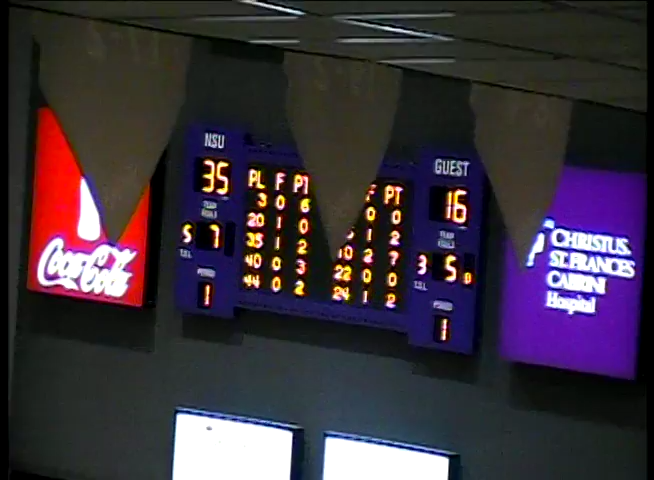 NSU
GUEST
35
16
PL F PT
F PT
3 0 6
0 0
20 1 0
1 2
35 1 2
10 2 7
40 0 3
22 0 0
44 0 2
24 1 2
TEAM
FOULS
TEAM
FOULS
5 7
3 5 B
T.O.L.
T.O.L.
PERIOD
PERIOD
1
1
Coca-Cola
CHRISTUS.
ST. FRANCES
CABRINI
Hospital